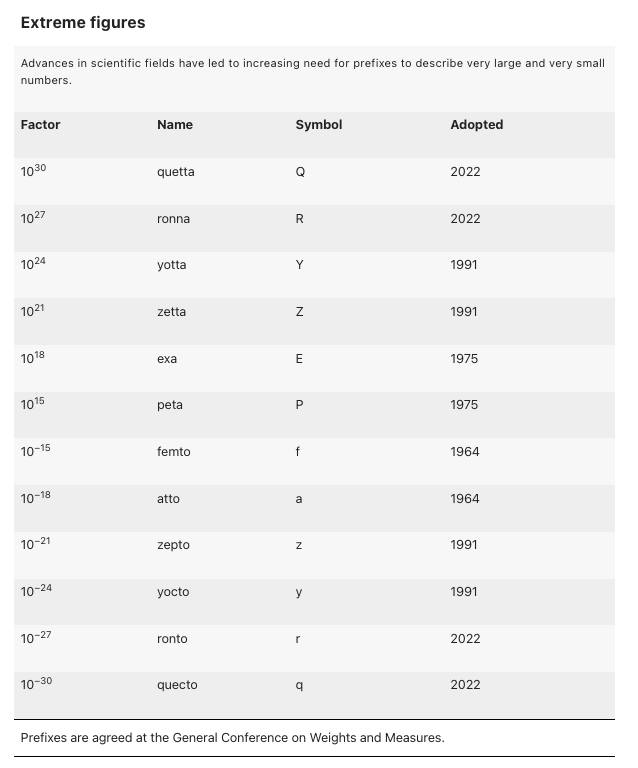 Extreme figures
Advances in scientific fields have led to increasing need for prefixes to describe very large and very small
numbers.
Factor Name Symbol Adopted
10³⁰ quetta Q 2022
10²⁷ ronna R 2022
10²⁴ yotta Y 1991
10²¹ zetta Z 1991
10¹⁸ exa E 1975
10¹⁵ peta P 1975
10⁻¹⁵ femto f 1964
10⁻¹⁸ atto a 1964
10⁻²¹ zepto z 1991
10⁻²⁴ yocto y 1991
10⁻²⁷ ronto r 2022
10⁻³⁰ quecto q 2022
Prefixes are agreed at the General Conference on Weights and Measures.